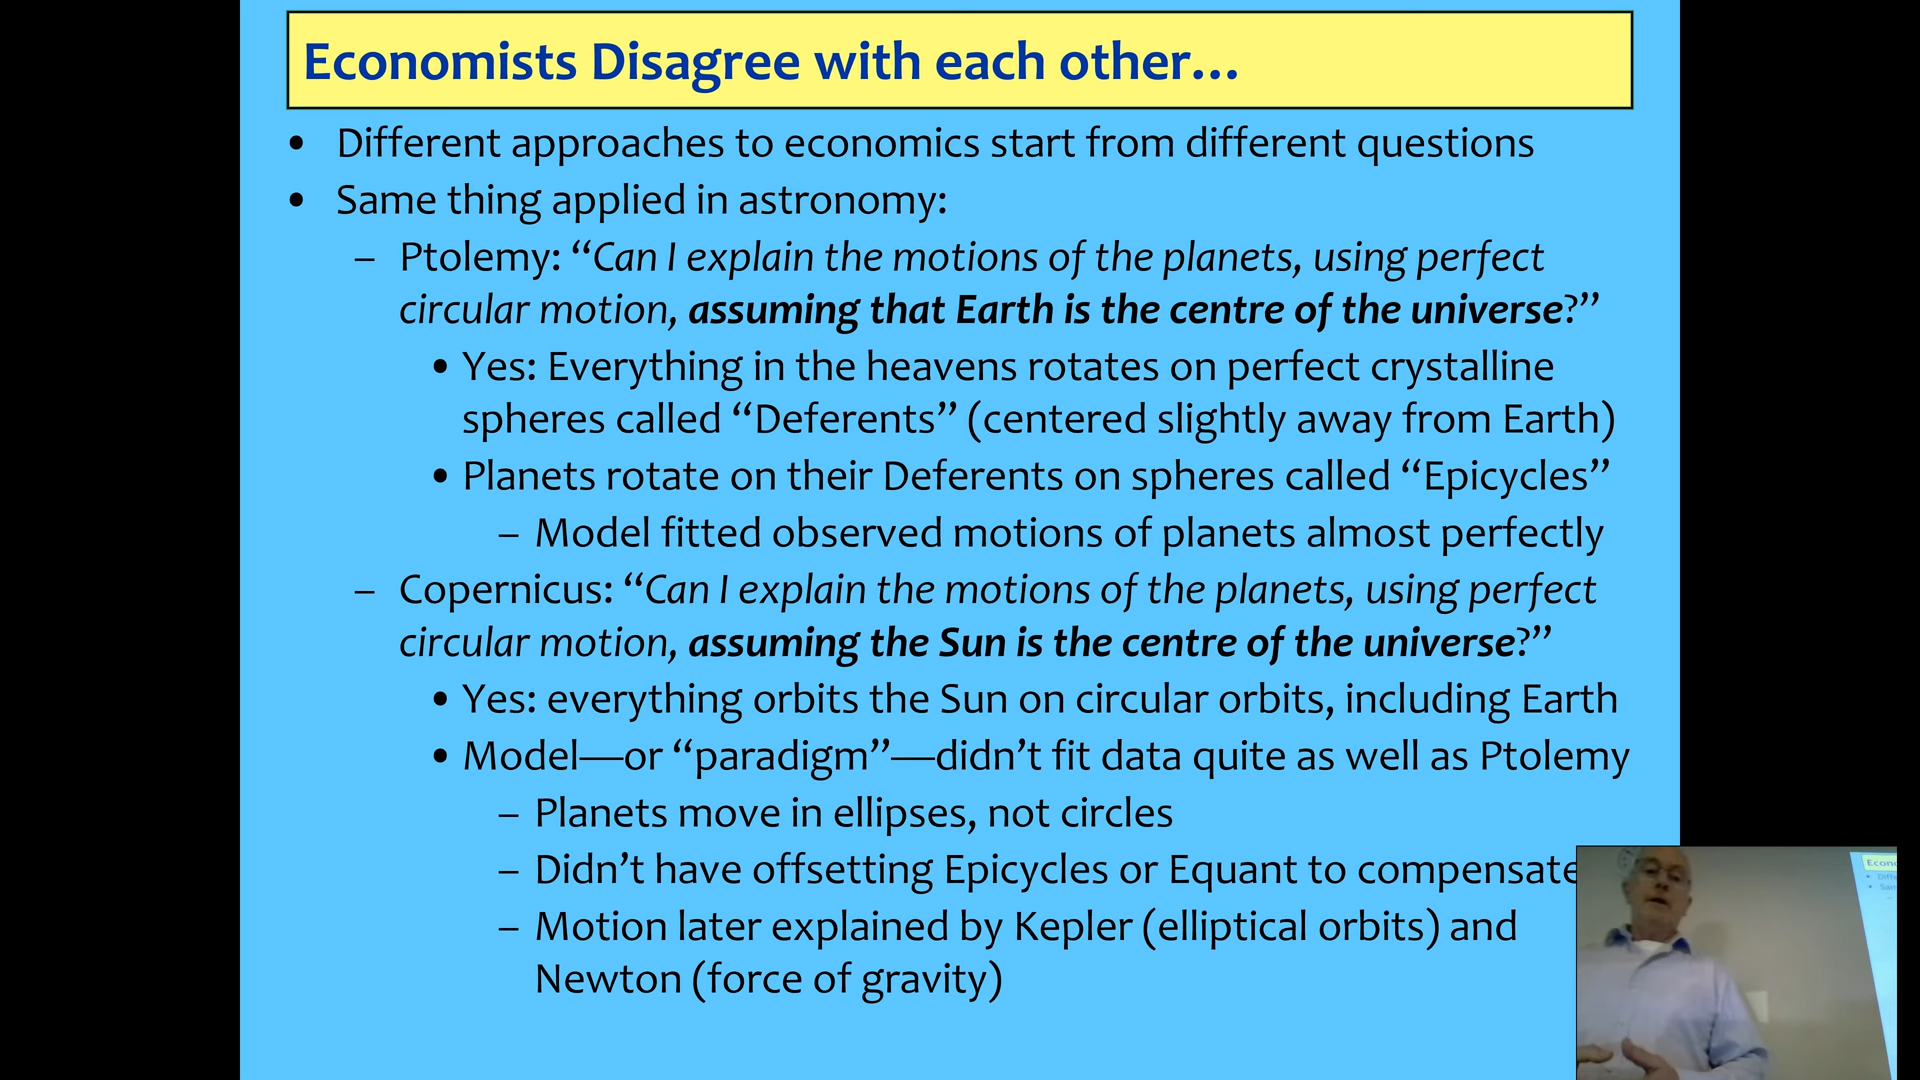 Economists Disagree with each other...
• Different approaches to economics start from different questions
• Same thing applied in astronomy:
– Ptolemy: “Can I explain the motions of the planets, using perfect
circular motion, assuming that Earth is the centre of the universe?”
• Yes: Everything in the heavens rotates on perfect crystalline
spheres called “Deferents” (centered slightly away from Earth)
• Planets rotate on their Deferents on spheres called “Epicycles”
– Model fitted observed motions of planets almost perfectly
– Copernicus: “Can I explain the motions of the planets, using perfect
circular motion, assuming the Sun is the centre of the universe?”
• Yes: everything orbits the Sun on circular orbits, including Earth
• Model—or “paradigm”—didn’t fit data quite as well as Ptolemy
– Planets move in ellipses, not circles
– Didn’t have offsetting Epicycles or Equant to compensate
– Motion later explained by Kepler (elliptical orbits) and
Newton (force of gravity)